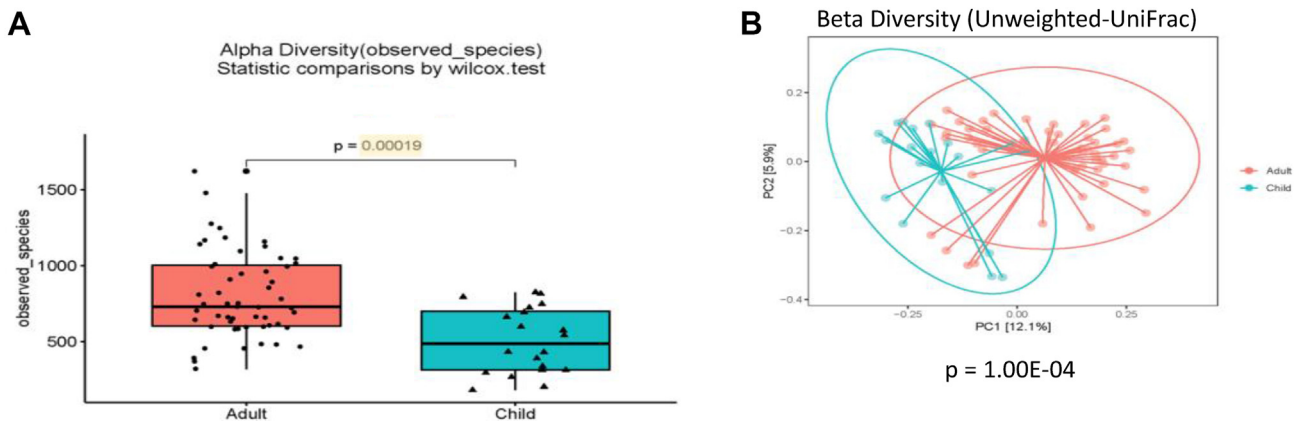 A
Alpha Diversity(observed_species)
Statistic comparisons by wilcox.test
p = 0.00019
observed_species
1500
1000
500
Adult
Child
B
Beta Diversity (Unweighted-UniFrac)
PC2 [5.9%]
0.2
0.0
−0.2
−0.4
−0.25
0.00
0.25
PC1 [12.1%]
Adult
Child
p = 1.00E-04